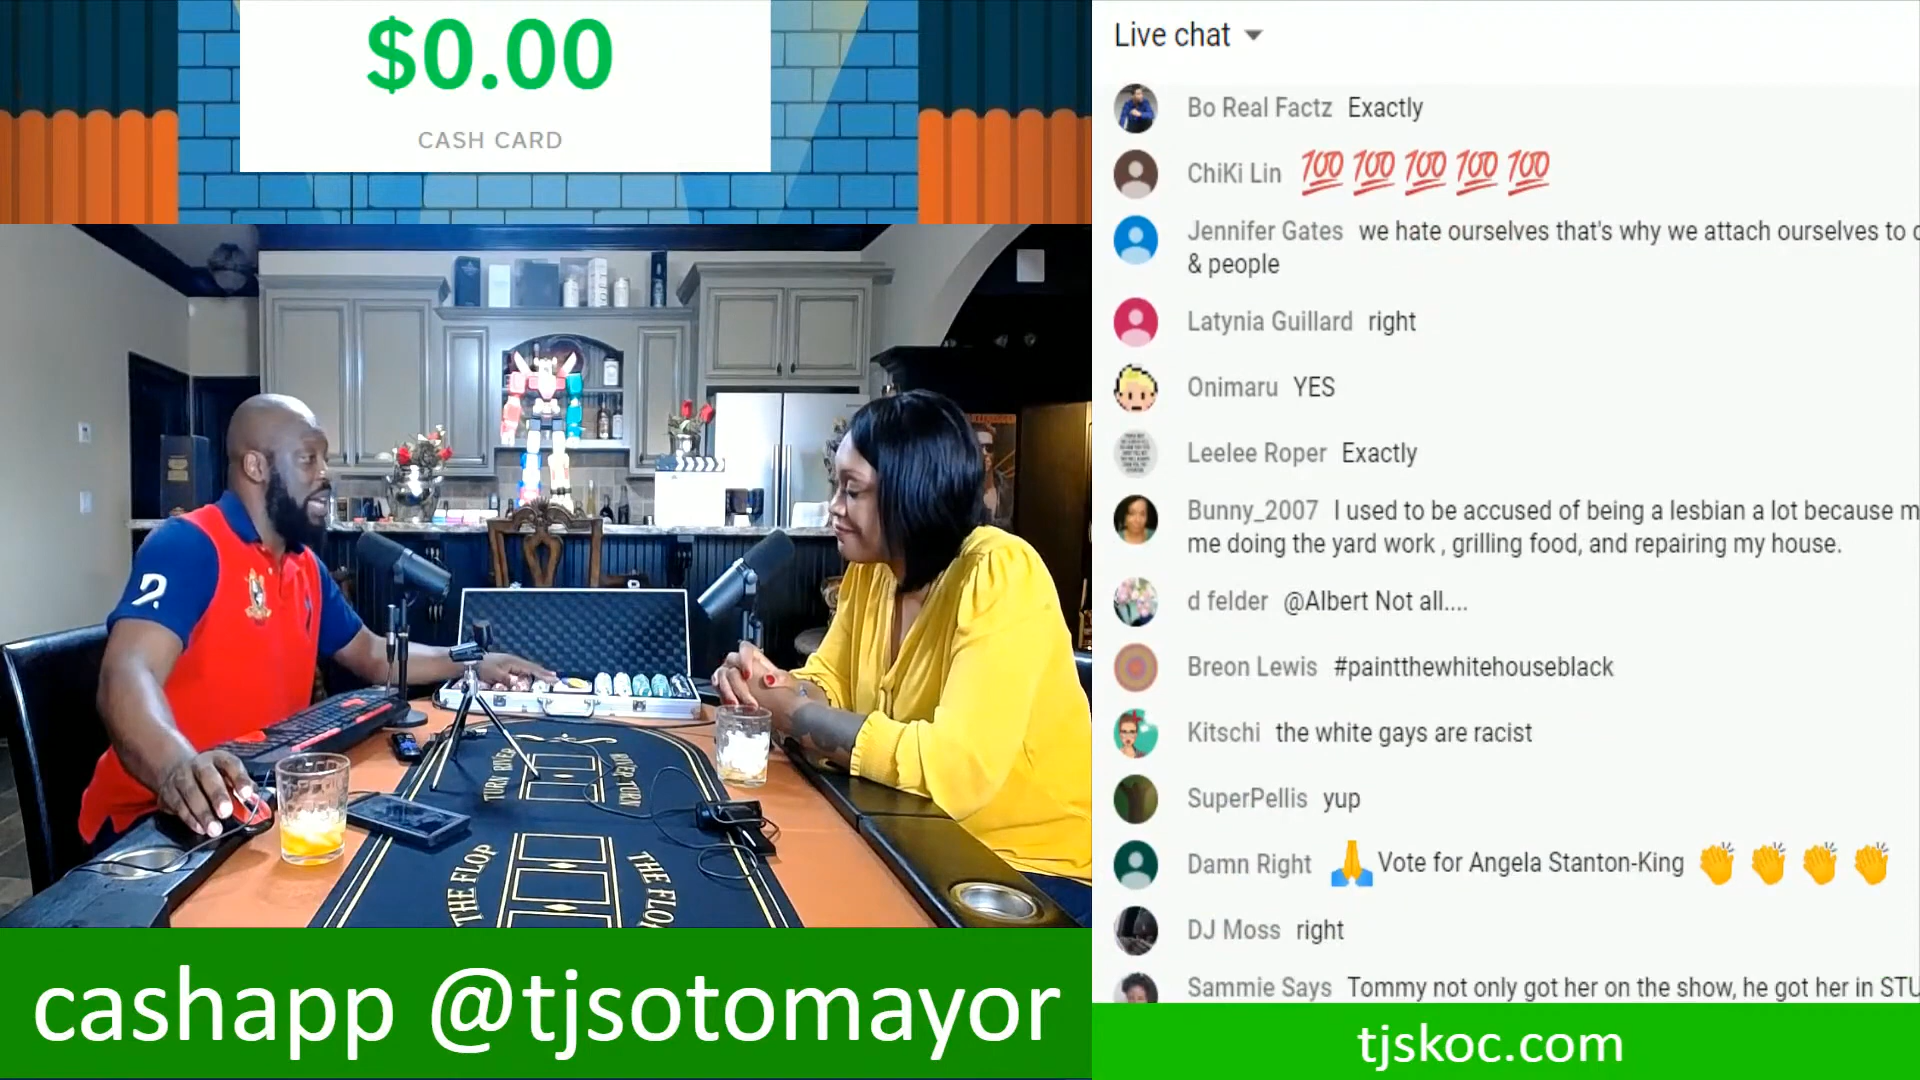 $0.00
CASH CARD
TURN RIVER
RIVER TURN
THE FLOP
THE FLOP
2
cashapp @tjsotomayor
Live chat
Bo Real Factz Exactly
ChiKi Lin 💯 💯 💯 💯 💯
Jennifer Gates we hate ourselves that's why we attach ourselves to
& people
Latynia Guillard right
Onimaru YES
Leelee Roper Exactly
Bunny_2007 I used to be accused of being a lesbian a lot because
me doing the yard work , grilling food, and repairing my house.
d felder @Albert Not all....
Breon Lewis #paintthewhitehouseblack
Kitschi the white gays are racist
SuperPellis yup
Damn Right 🙏 Vote for Angela Stanton-King 👏 👏 👏 👏
DJ Moss right
Sammie Says Tommy not only got her on the show, he got her in
tjskoc.com